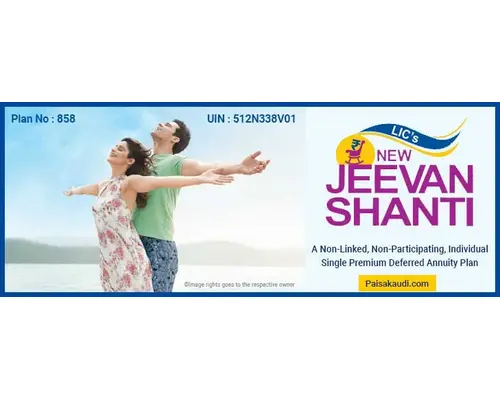 Plan No : 858
UIN : 512N338V01
LIC's
NEW
JEEVAN
SHANTI
A Non-Linked, Non-Participating, Individual
Single Premium Deferred Annuity Plan
Paisakaudi.com
©Image rights goes to the respective owner